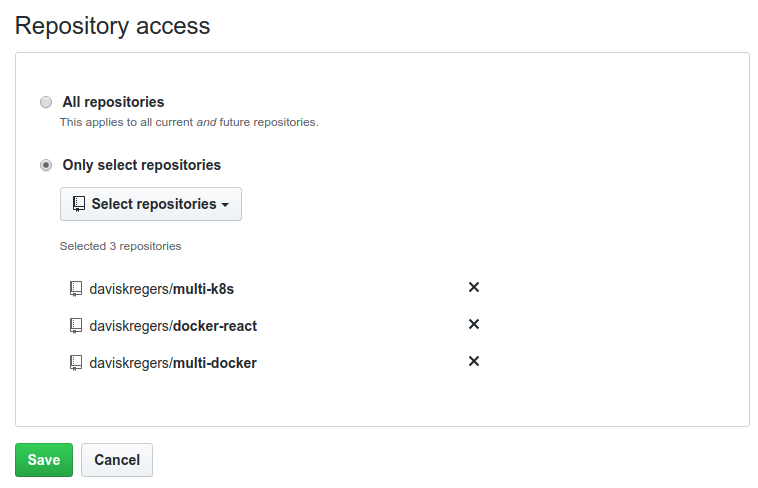 Repository access
All repositories
This applies to all current and future repositories.
Only select repositories
Select repositories
Selected 3 repositories
daviskregers/multi-k8s
daviskregers/docker-react
daviskregers/multi-docker
Save Cancel